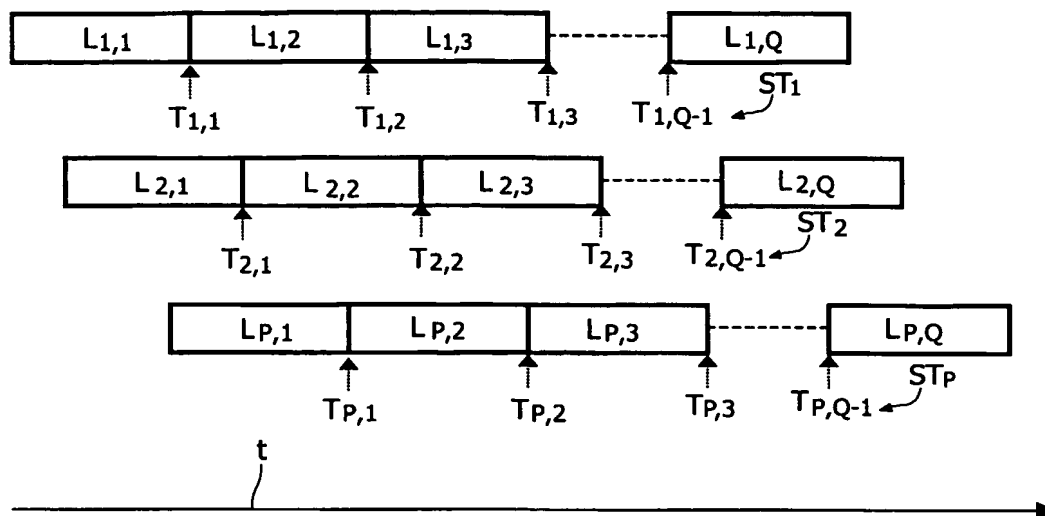 L1,1 L1,2 L1,3 L1,Q
ST1
T1,1 T1,2 T1,3 T1,Q-1
L2,1 L2,2 L2,3 L2,Q
ST2
T2,1 T2,2 T2,3 T2,Q-1
LP,1 LP,2 LP,3 LP,Q
STP
TP,1 TP,2 TP,3 TP,Q-1
t